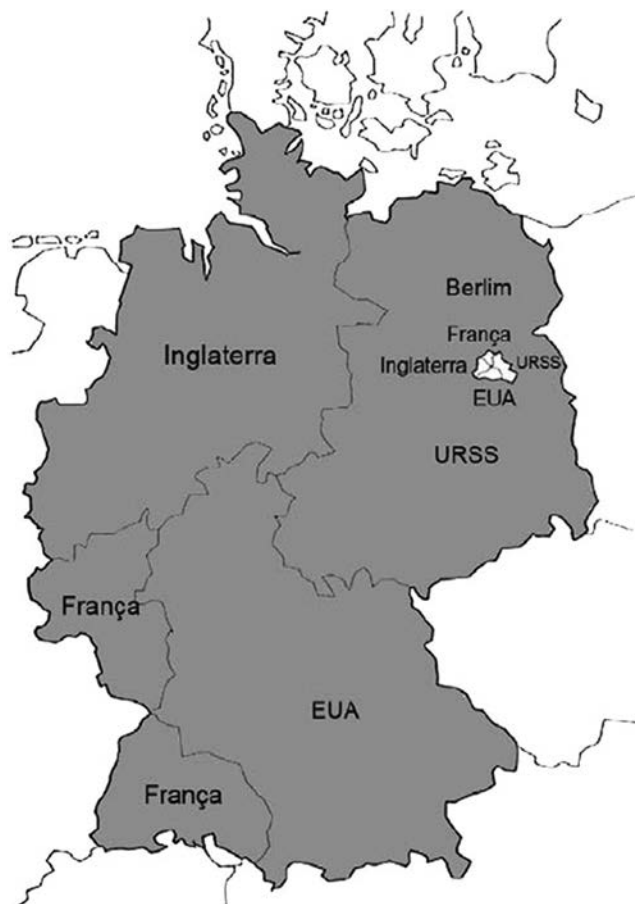 Berlim
França
Inglaterra
Inglaterra
URSS
EUA
URSS
França
EUA
França